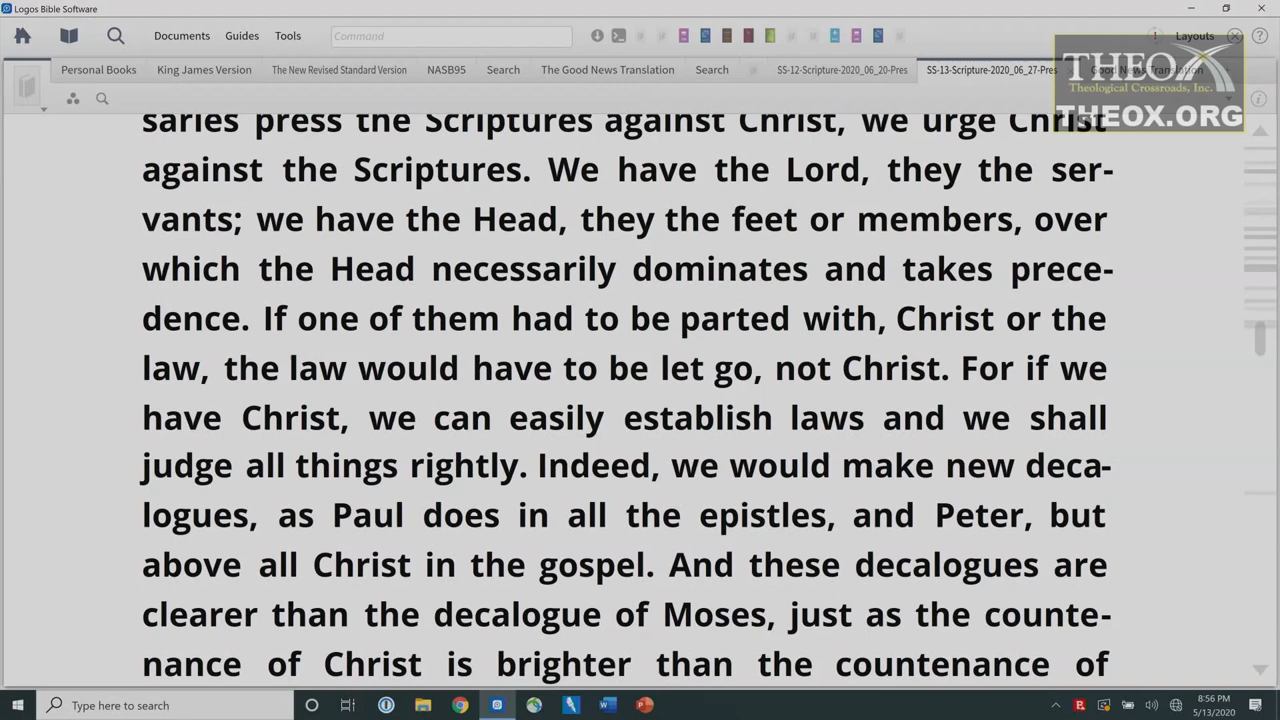 Logos Bible Software
Documents Guides Tools Command Layouts
Personal Books King James Version The New Revised Standard Version NASB95 Search The Good News Translation Search SS-12-Scripture-2020_06_20-Pres SS-13-Scripture-2020_06_27-Pres Good News Translation
THEOX
Theological Crossroads, Inc.
THEOX.ORG
saries press the Scriptures against Christ, we urge Christ
against the Scriptures. We have the Lord, they the ser-
vants; we have the Head, they the feet or members, over
which the Head necessarily dominates and takes prece-
dence. If one of them had to be parted with, Christ or the
law, the law would have to be let go, not Christ. For if we
have Christ, we can easily establish laws and we shall
judge all things rightly. Indeed, we would make new deca-
logues, as Paul does in all the epistles, and Peter, but
above all Christ in the gospel. And these decalogues are
clearer than the decalogue of Moses, just as the counte-
nance of Christ is brighter than the countenance of
Type here to search
8:56 PM
5/13/2020